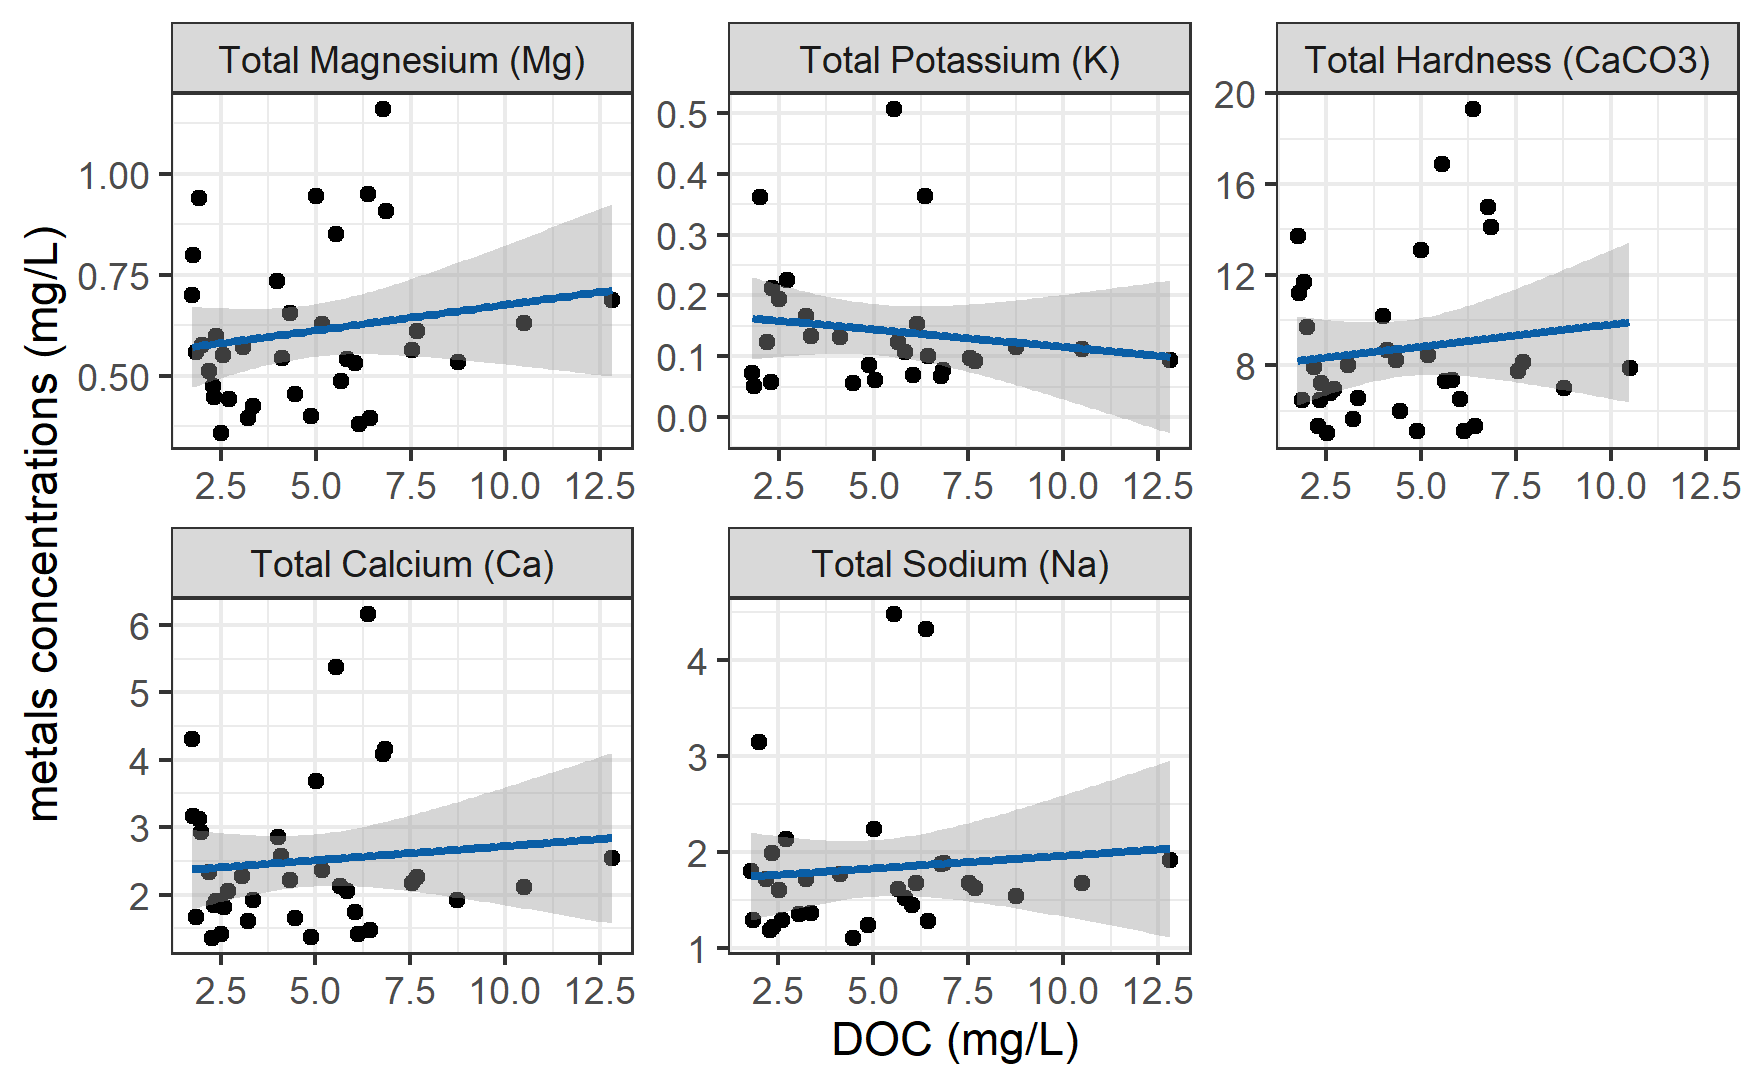 Total Magnesium (Mg)
Total Potassium (K)
Total Hardness (CaCO3)
1.00
0.75
0.50
0.5
0.4
0.3
0.2
0.1
0.0
20
16
12
8
2.5 5.0 7.5 10.0 12.5
2.5 5.0 7.5 10.0 12.5
2.5 5.0 7.5 10.0 12.5
metals concentrations (mg/L)
Total Calcium (Ca)
Total Sodium (Na)
6
5
4
3
2
4
3
2
1
2.5 5.0 7.5 10.0 12.5
2.5 5.0 7.5 10.0 12.5
DOC (mg/L)